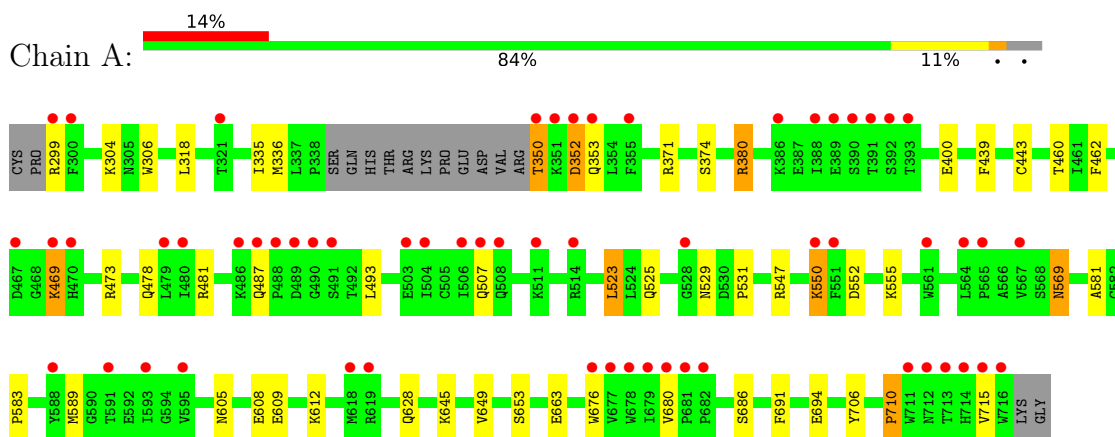 14%
Chain A:
84% 11% • •
CYS PRO R299 F300 K304 N305 W306 L318 T321 I335 M336 L337 P338 SER GLN HIS THR ARG LYS PRO GLU ASP VAL ARG T350 K351 D352 Q353 L354 F355 R371 S374 R380 K386 E387 I388 E389 S390 T391 S392 T393 E400 F439 C443 T460 I461 F462
D467 G468 K469 H470 R473 Q478 L479 I480 R481 K486 Q487 P488 D489 G490 S491 T492 L493 E503 I504 C505 I506 Q507 Q508 K511 R514 L523 L524 Q525 G528 N529 D530 P531 R547 K550 F551 D552 K555 W561 L564 P565 A566 V567 S568 N569 A581 G582
P583 Y588 M589 G590 T591 E592 I593 G594 V595 N605 E608 E609 K612 M618 R619 Q628 K645 V649 S653 E663 W676 V677 W678 I679 V680 P681 P682 S686 F691 E694 Y706 P710 W711 N712 T713 H714 V715 W716 LYS GLY